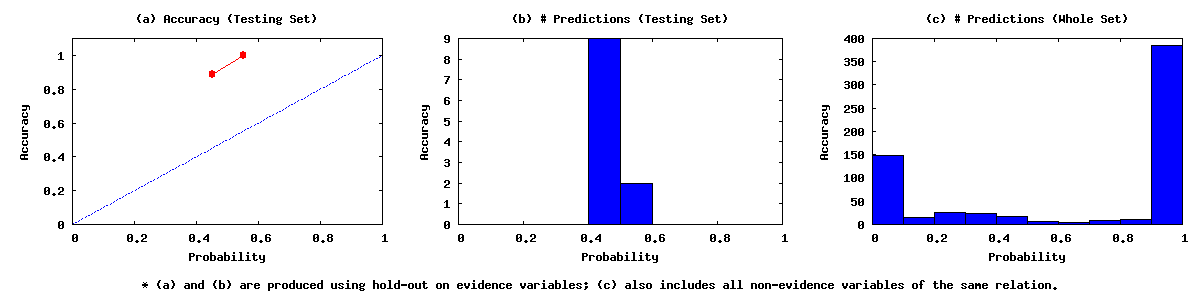 (a) Accuracy (Testing Set)
1
0.8
0.6
0.4
0.2
0
Accuracy
0 0.2 0.4 0.6 0.8 1
Probability
(b) # Predictions (Testing Set)
9
8
7
6
5
4
3
2
1
0
Accuracy
0 0.2 0.4 0.6 0.8 1
Probability
(c) # Predictions (Whole Set)
400
350
300
250
200
150
100
50
0
Accuracy
0 0.2 0.4 0.6 0.8 1
Probability
* (a) and (b) are produced using hold-out on evidence variables; (c) also includes all non-evidence variables of the same relation.